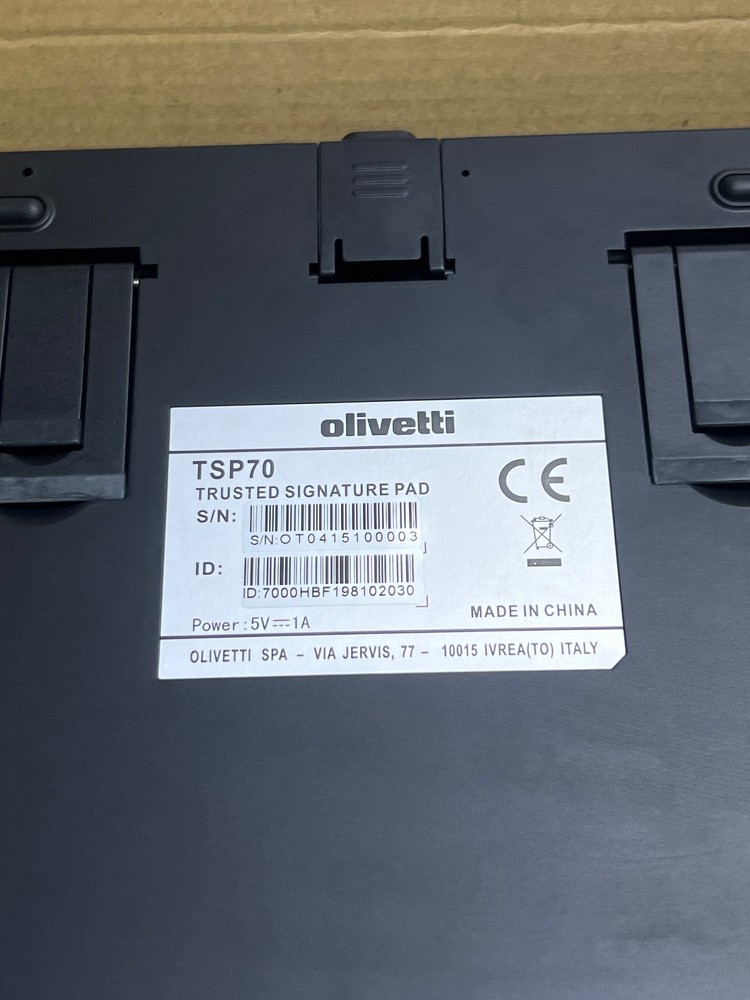 olivetti
TSP70
TRUSTED SIGNATURE PAD
S/N:
S/N:OT0415100003
ID:
ID:7000HBF198102030
Power:5V⎓1A
CE
MADE IN CHINA
OLIVETTI SPA - VIA JERVIS, 77 - 10015 IVREA(TO) ITALY